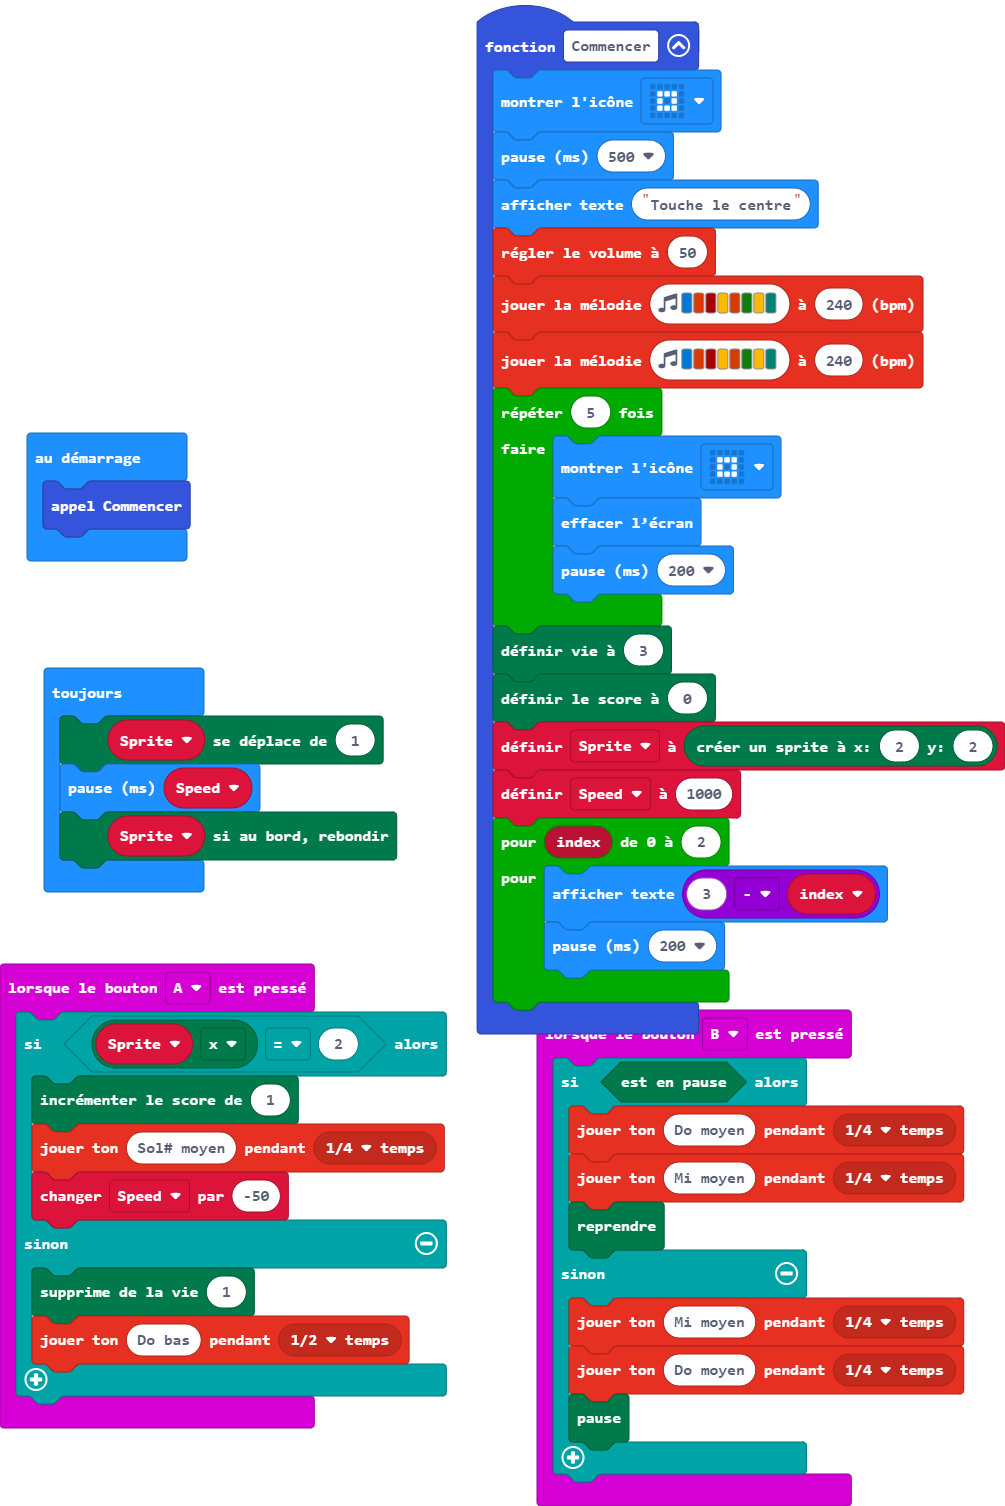 fonction Commencer
montrer l'icône
pause (ms) 500
afficher texte "Touche le centre"
régler le volume à 50
jouer la mélodie à 240 (bpm)
jouer la mélodie à 240 (bpm)
répéter 5 fois
faire
montrer l'icône
effacer l’écran
pause (ms) 200
définir vie à 3
définir le score à 0
définir Sprite à créer un sprite à x: 2 y: 2
définir Speed à 1000
pour index de 0 à 2
pour
afficher texte 3 - index
pause (ms) 200
au démarrage
appel Commencer
toujours
Sprite se déplace de 1
pause (ms) Speed
Sprite si au bord, rebondir
lorsque le bouton A est pressé
si Sprite x = 2 alors
incrémenter le score de 1
jouer ton Sol# moyen pendant 1/4 temps
changer Speed par -50
sinon
supprime de la vie 1
jouer ton Do bas pendant 1/2 temps
lorsque le bouton B est pressé
si est en pause alors
jouer ton Do moyen pendant 1/4 temps
jouer ton Mi moyen pendant 1/4 temps
reprendre
sinon
jouer ton Mi moyen pendant 1/4 temps
jouer ton Do moyen pendant 1/4 temps
pause